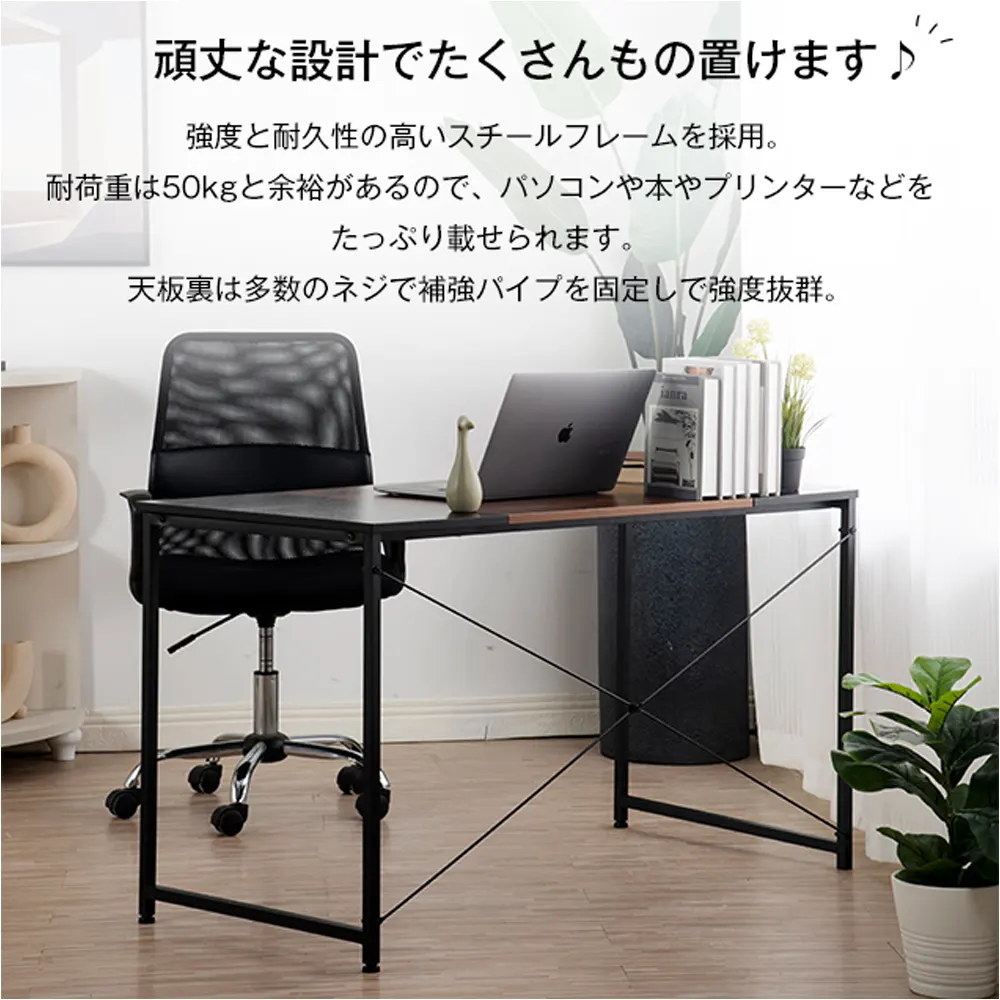 頑丈な設計でたくさんもの置けます♪
強度と耐久性の高いスチールフレームを採用。
耐荷重は50kgと余裕があるので、パソコンや本やプリンターなどを
たっぷり載せられます。
天板裏は多数のネジで補強パイプを固定しで強度抜群。